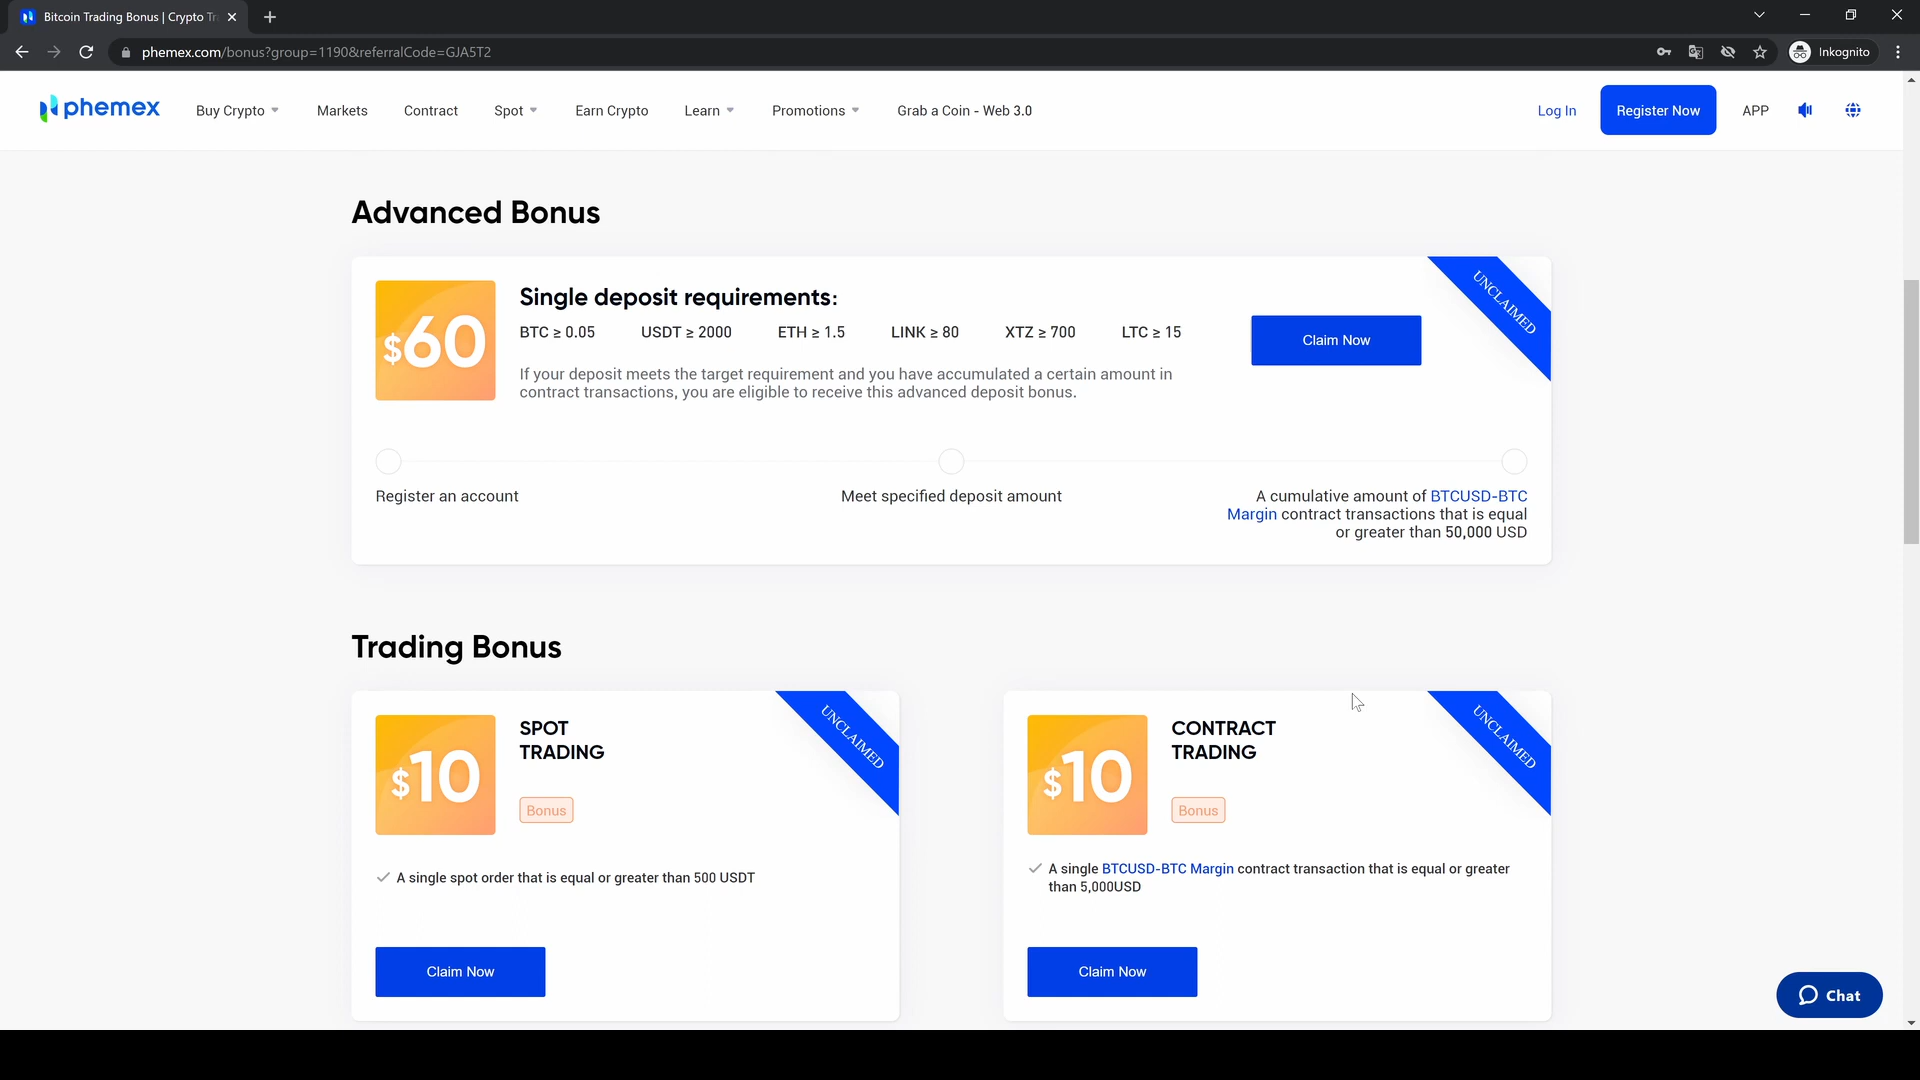 Bitcoin Trading Bonus | Crypto Tr
phemex.com/bonus?group=1190&referralCode=GJA5T2
Inkognito
phemex
Buy Crypto
Markets
Contract
Spot
Earn Crypto
Learn
Promotions
Grab a Coin - Web 3.0
Log In
Register Now
APP
Advanced Bonus
$60
Single deposit requirements:
BTC ≥ 0.05 USDT ≥ 2000 ETH ≥ 1.5 LINK ≥ 80 XTZ ≥ 700 LTC ≥ 15
If your deposit meets the target requirement and you have accumulated a certain amount in
contract transactions, you are eligible to receive this advanced deposit bonus.
Claim Now
UNCLAIMED
Register an account
Meet specified deposit amount
A cumulative amount of BTCUSD-BTC
Margin contract transactions that is equal
or greater than 50,000 USD
Trading Bonus
$10
SPOT
TRADING
Bonus
UNCLAIMED
A single spot order that is equal or greater than 500 USDT
Claim Now
$10
CONTRACT
TRADING
Bonus
UNCLAIMED
A single BTCUSD-BTC Margin contract transaction that is equal or greater
than 5,000USD
Claim Now
Chat